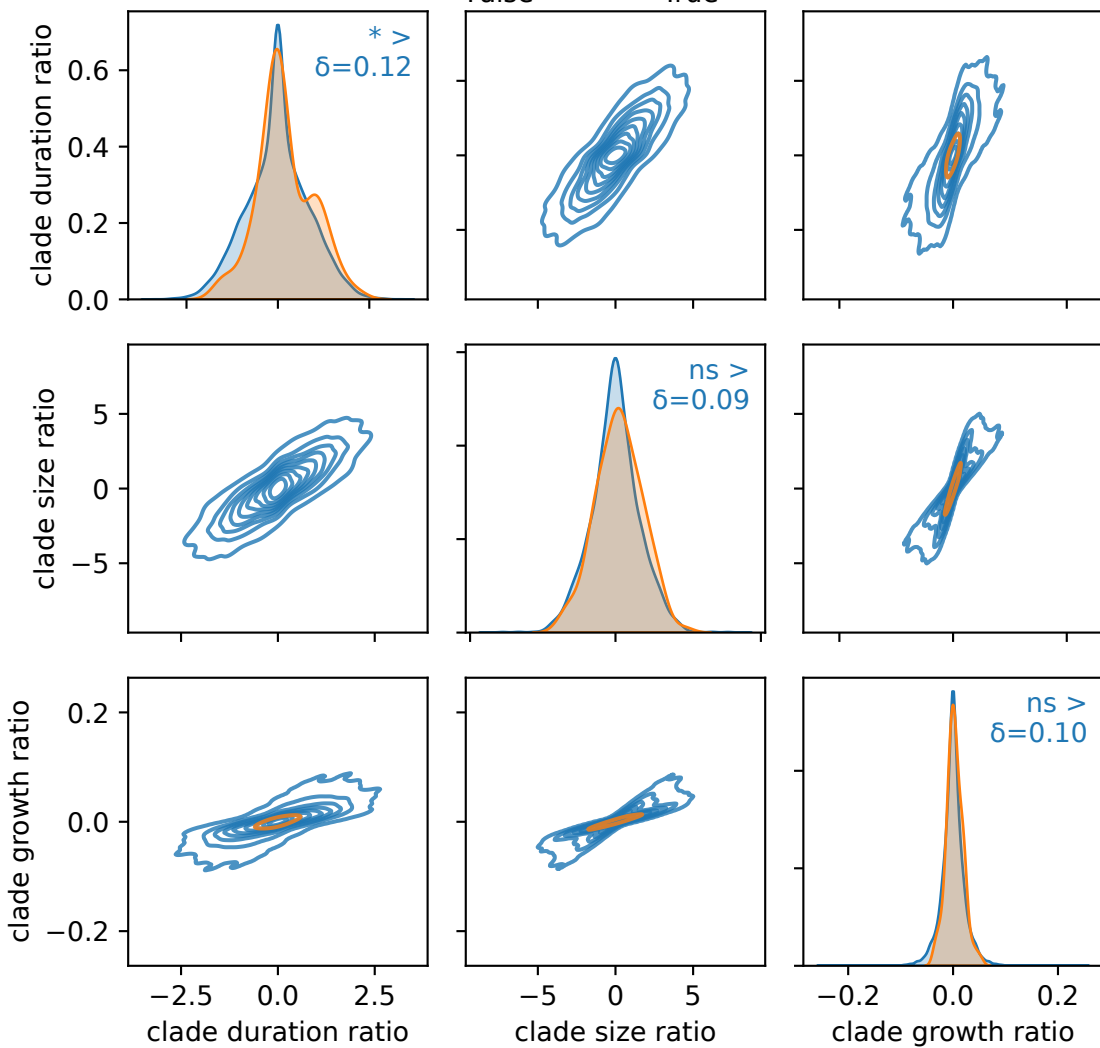 clade duration ratio
0.6
0.4
0.2
0.0
* >
δ=0.12
clade size ratio
5
0
−5
ns >
δ=0.09
clade growth ratio
0.2
0.0
−0.2
ns >
δ=0.10
−2.5 0.0 2.5
−5 0 5
−0.2 0.0 0.2
clade duration ratio
clade size ratio
clade growth ratio